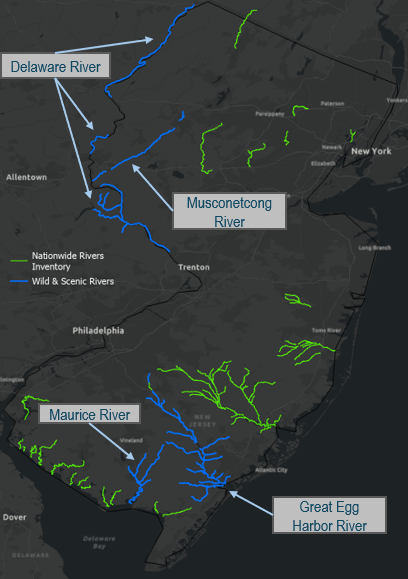 Delaware River
Paterson
Parsippany
Yonkers
Newark
New York
Elizabeth
Allentown
Musconetcong
River
Long Branch
Nationwide Rivers
Inventory
Wild & Scenic Rivers
Trenton
Toms River
Philadelphia
Maurice River
NEW
JERSEY
Vineland
Atlantic City
Great Egg
Harbor River
Dover
Delaware
Bay
DELAWARE